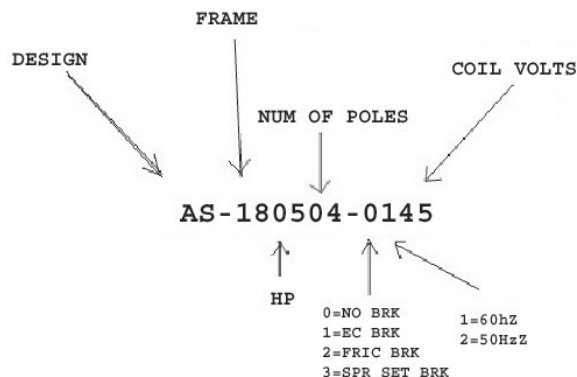 FRAME
DESIGN
COIL VOLTS
NUM OF POLES
AS-180504-0145
HP
0=NO BRK
1=EC BRK
2=FRIC BRK
3=SPR SET BRK
1=60hZ
2=50HzZ